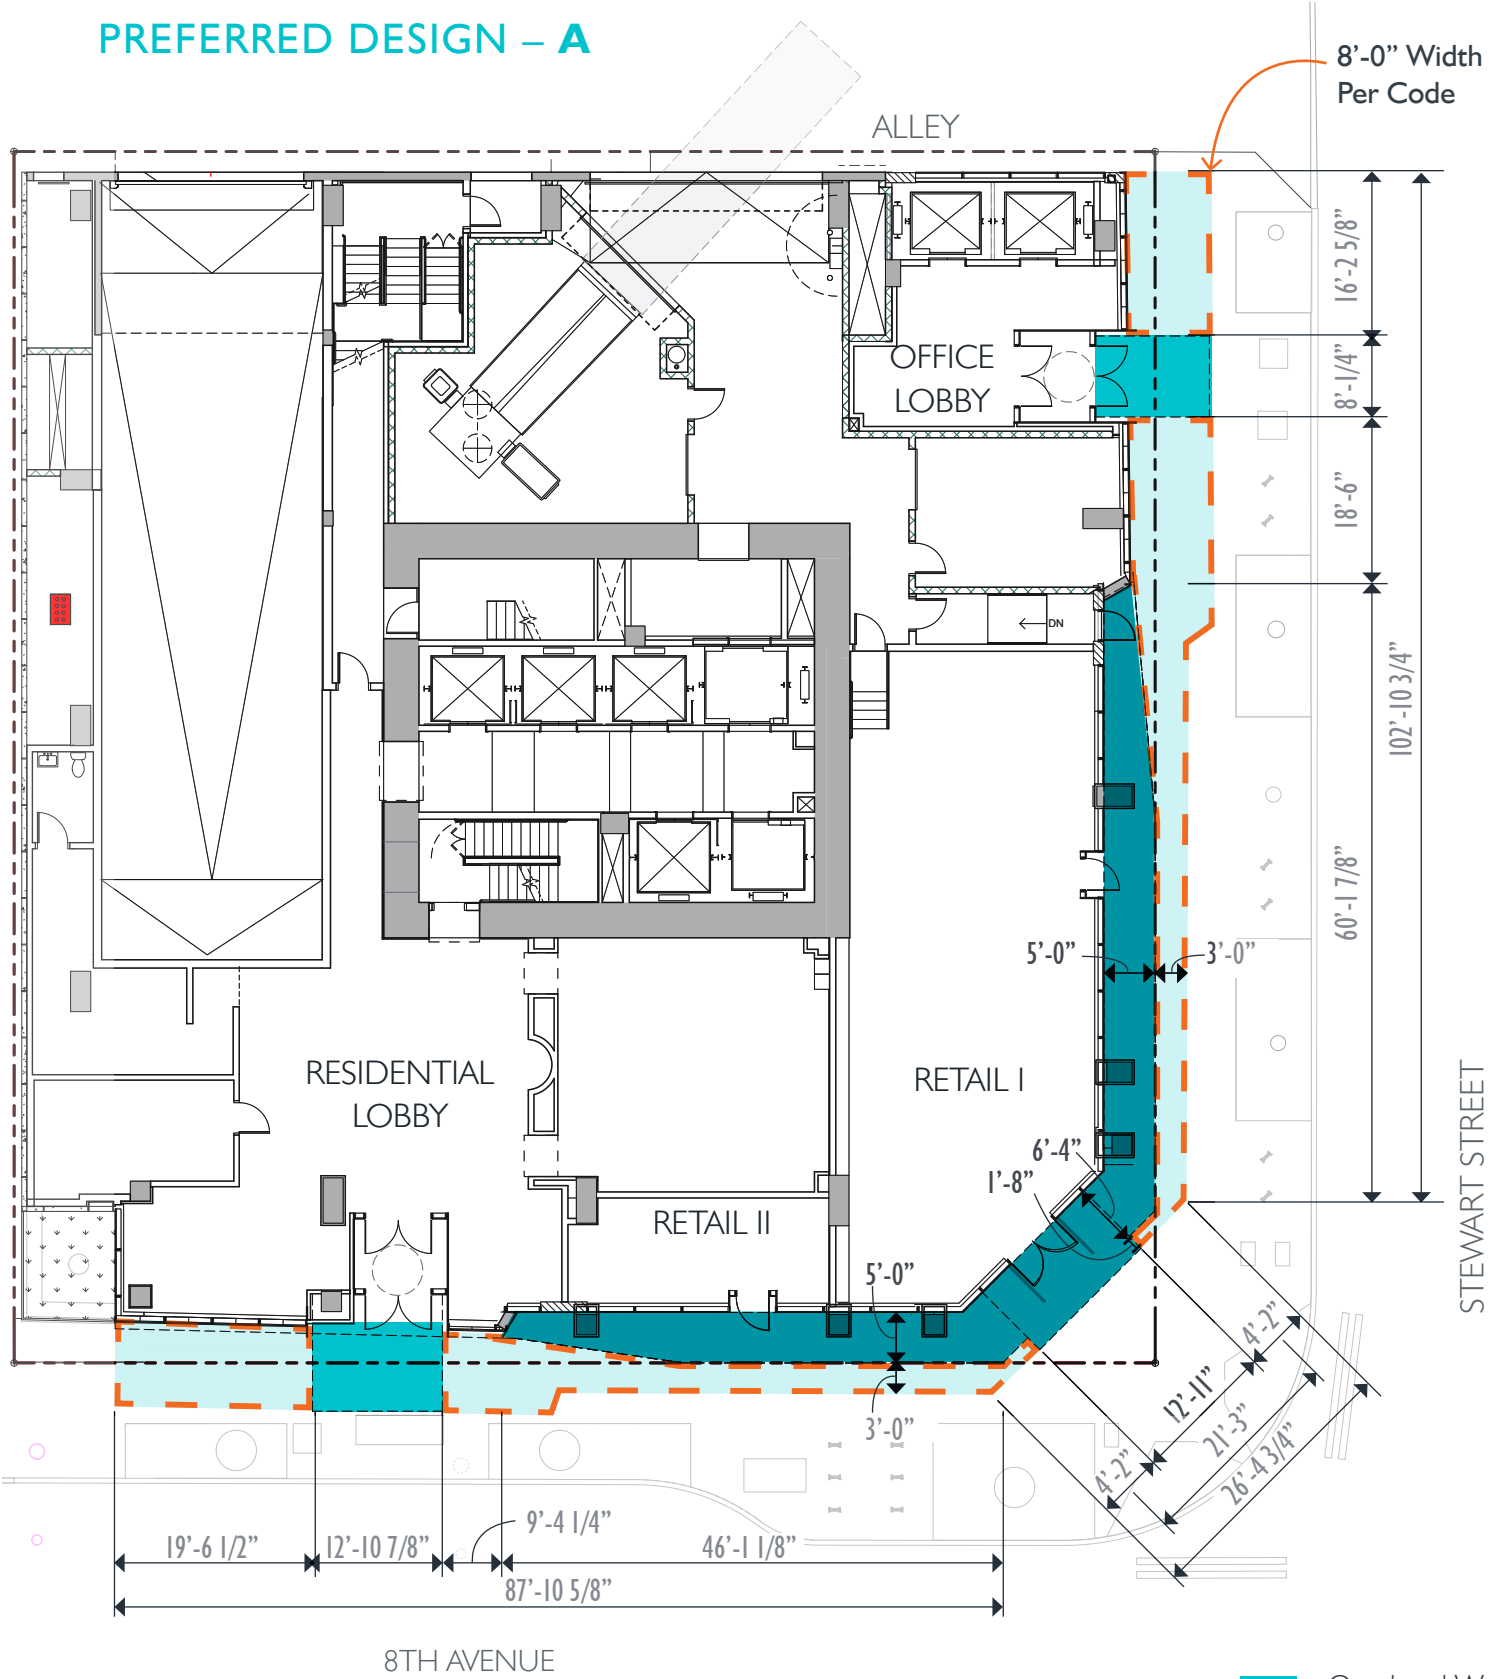 PREFERRED DESIGN – A
8’-0” Width
Per Code
ALLEY
16’-2 5/8”
OFFICE
LOBBY
8’-1/4”
18’-6”
DN
102’-10 3/4”
60’-1 7/8”
5’-0”
3’-0”
RESIDENTIAL
LOBBY
RETAIL I
6’-4”
1’-8”
RETAIL II
5’-0”
STEWART STREET
4’-2”
12’-11”
21’-3”
26’-4 3/4”
4’-2”
3’-0”
9’-4 1/4”
19’-6 1/2”
12’-10 7/8”
46’-1 1/8”
87’-10 5/8”
8TH AVENUE